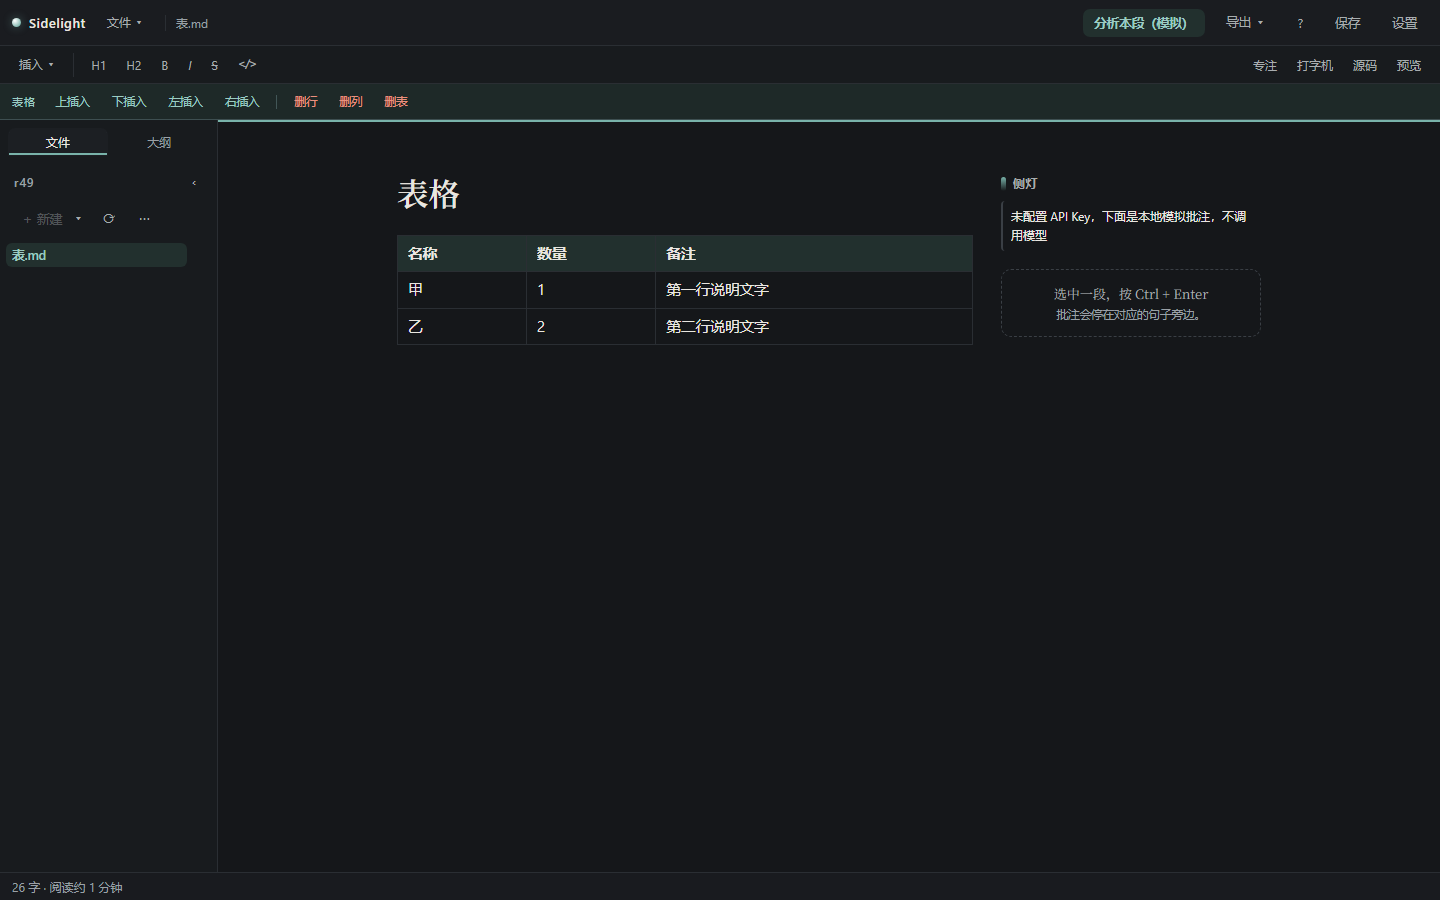 Sidelight 文件 表.md 分析本段（模拟） 导出 ? 保存 设置
插入 H1 H2 B I S </> 专注 打字机 源码 预览
表格 上插入 下插入 左插入 右插入 删行 删列 删表
文件 大纲
r49
+ 新建 ...
表.md
表格
名称 数量 备注
甲 1 第一行说明文字
乙 2 第二行说明文字
侧灯
未配置 API Key，下面是本地模拟批注，不调
用模型
选中一段，按 Ctrl + Enter
批注会停在对应的句子旁边。
26 字 · 阅读约 1 分钟